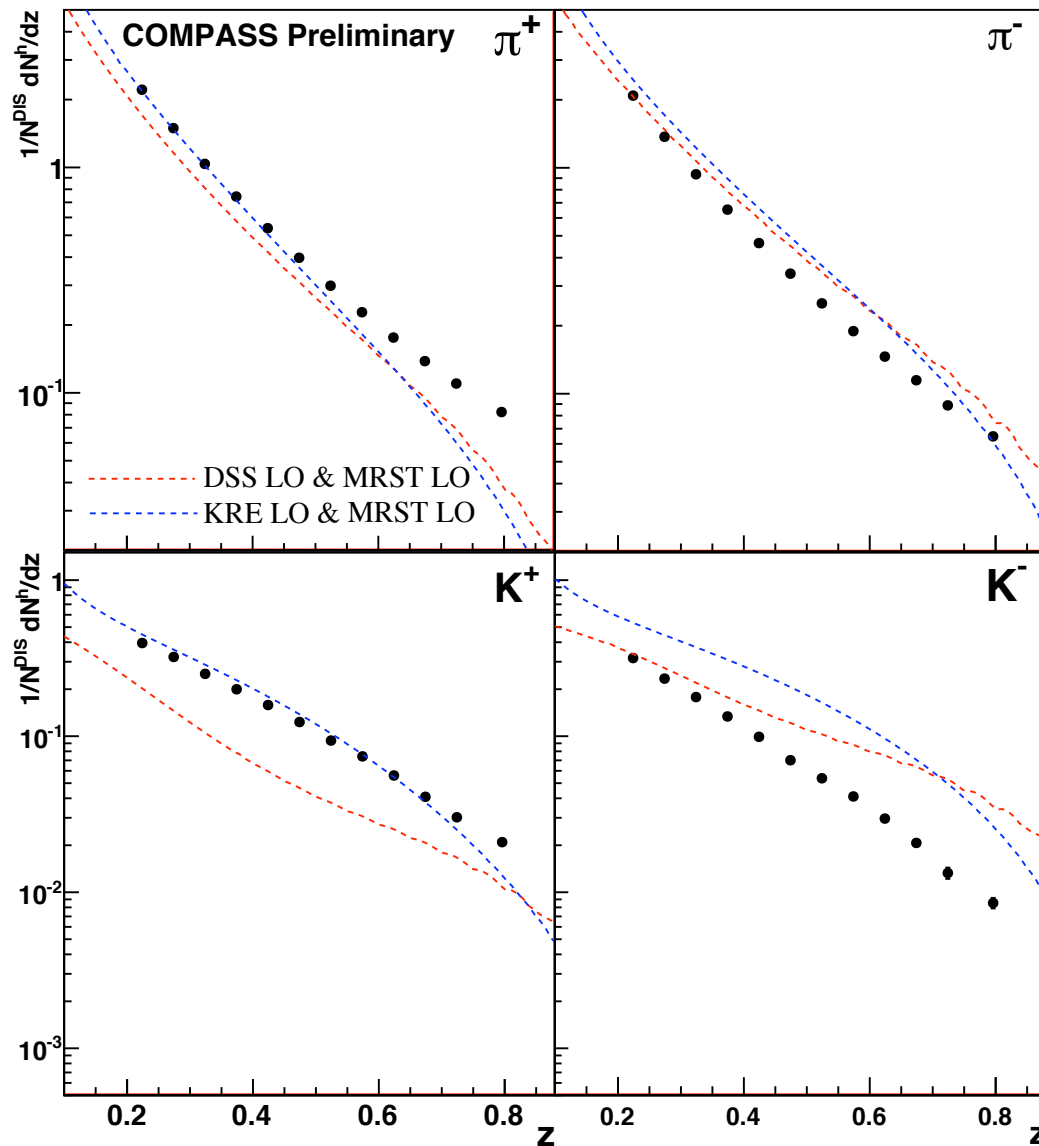 COMPASS Preliminary π⁺
π⁻
1/N^DIS dN^h/dz
1
10⁻¹
DSS LO & MRST LO
KRE LO & MRST LO
K⁺
K⁻
1/N^DIS dN^h/dz
1
10⁻¹
10⁻²
10⁻³
0.2 0.4 0.6 0.8
z
0.2 0.4 0.6 0.8
z